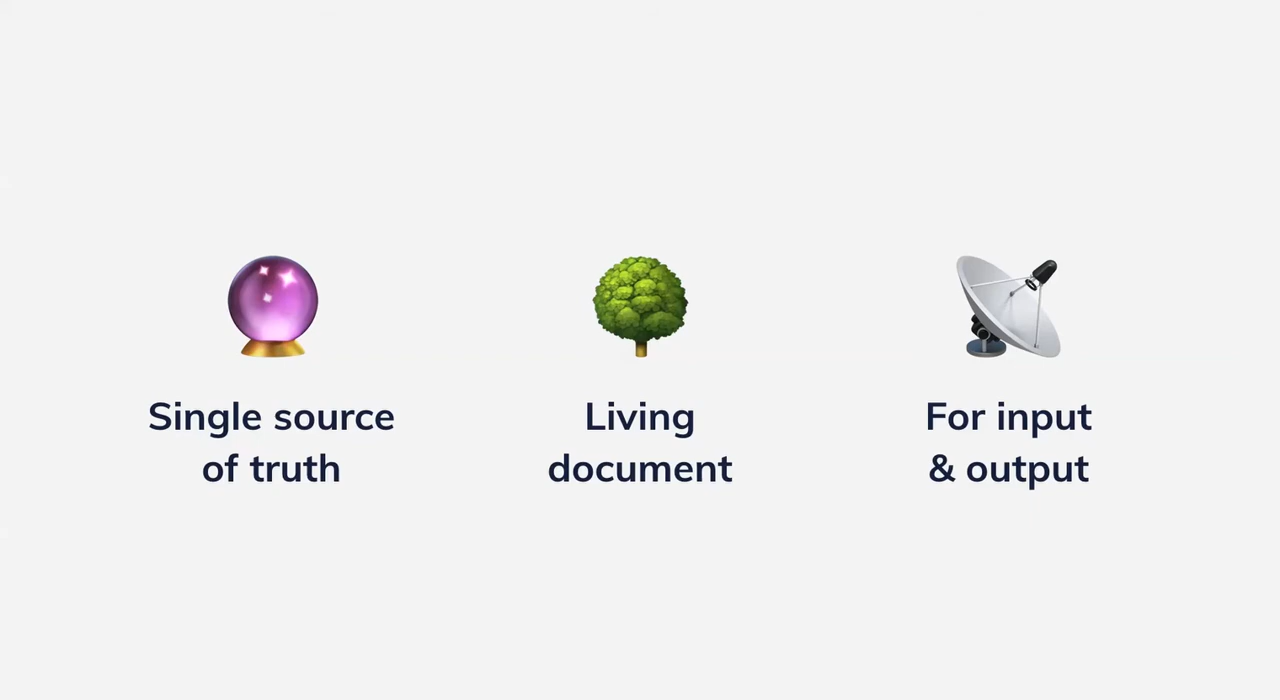 Single source
of truth
Living
document
For input
& output